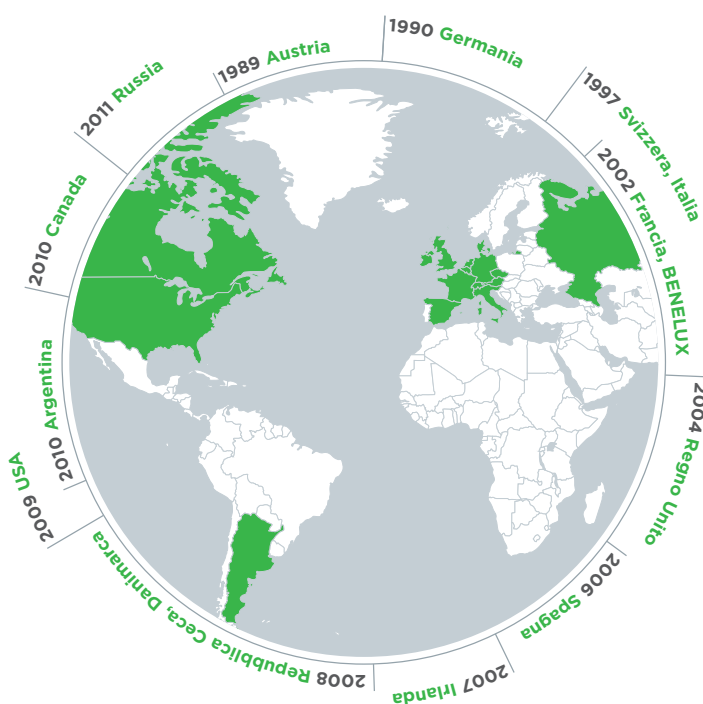 1989 Austria
1990 Germania
1997 Svizzera, Italia
2002 Francia, BENELUX
2004 Regno Unito
2006 Spagna
2007 Irlanda
2008 Repubblica Ceca, Danimarca
2009 USA
2010 Argentina
2010 Canada
2011 Russia